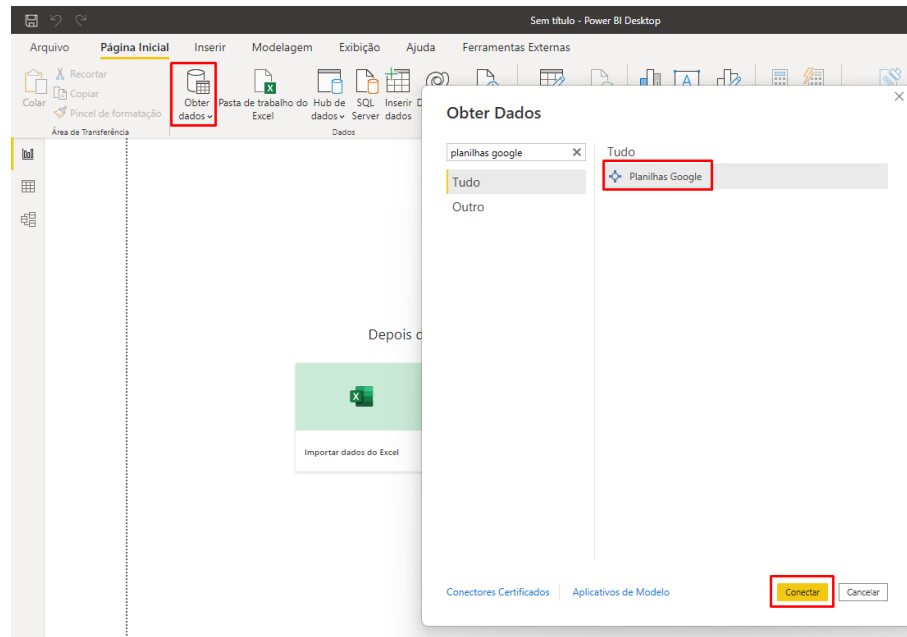 Sem título - Power BI Desktop
Arquivo Página Inicial Inserir Modelagem Exibição Ajuda Ferramentas Externas
Colar
Recortar
Copiar
Pincel de formatação
Área de Transferência
Obter dados
Pasta de trabalho do Excel
Hub de dados
SQL Server
Inserir dados
D
Dados
Obter Dados
planilhas google
Tudo
Outro
Tudo
Planilhas Google
Depois d
Importar dados do Excel
Conectores Certificados
Aplicativos de Modelo
Conectar
Cancelar